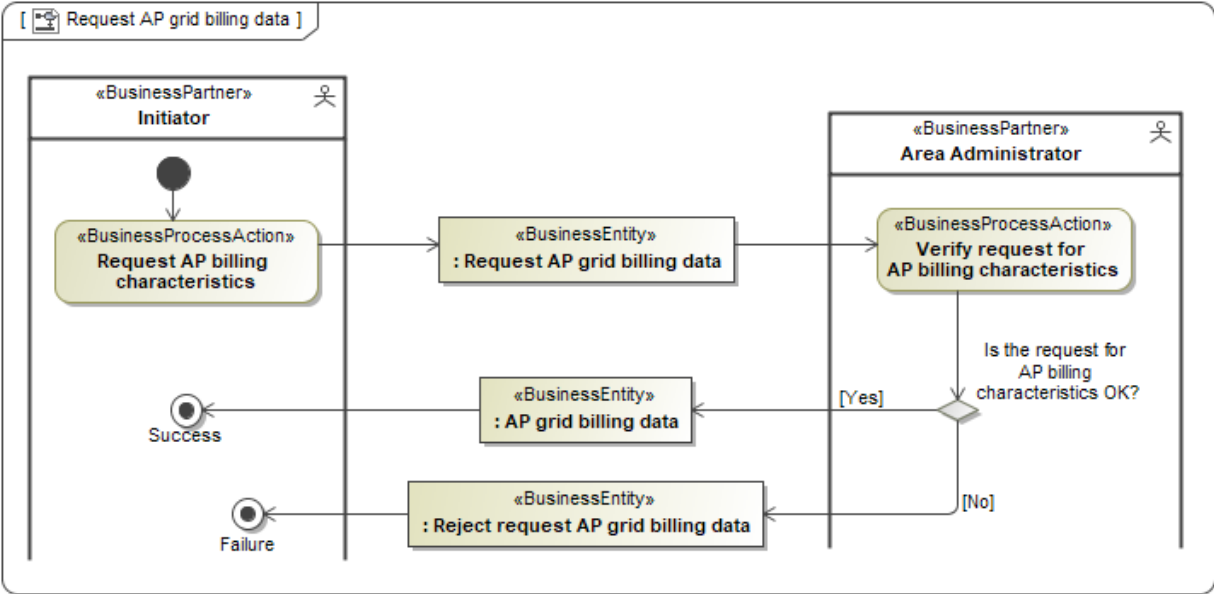 [ Request AP grid billing data ]
«BusinessPartner»
Initiator
«BusinessPartner»
Area Administrator
«BusinessProcessAction»
Request AP billing
characteristics
«BusinessEntity»
: Request AP grid billing data
«BusinessProcessAction»
Verify request for
AP billing characteristics
Is the request for
AP billing
characteristics OK?
[Yes]
«BusinessEntity»
: AP grid billing data
Success
[No]
«BusinessEntity»
: Reject request AP grid billing data
Failure